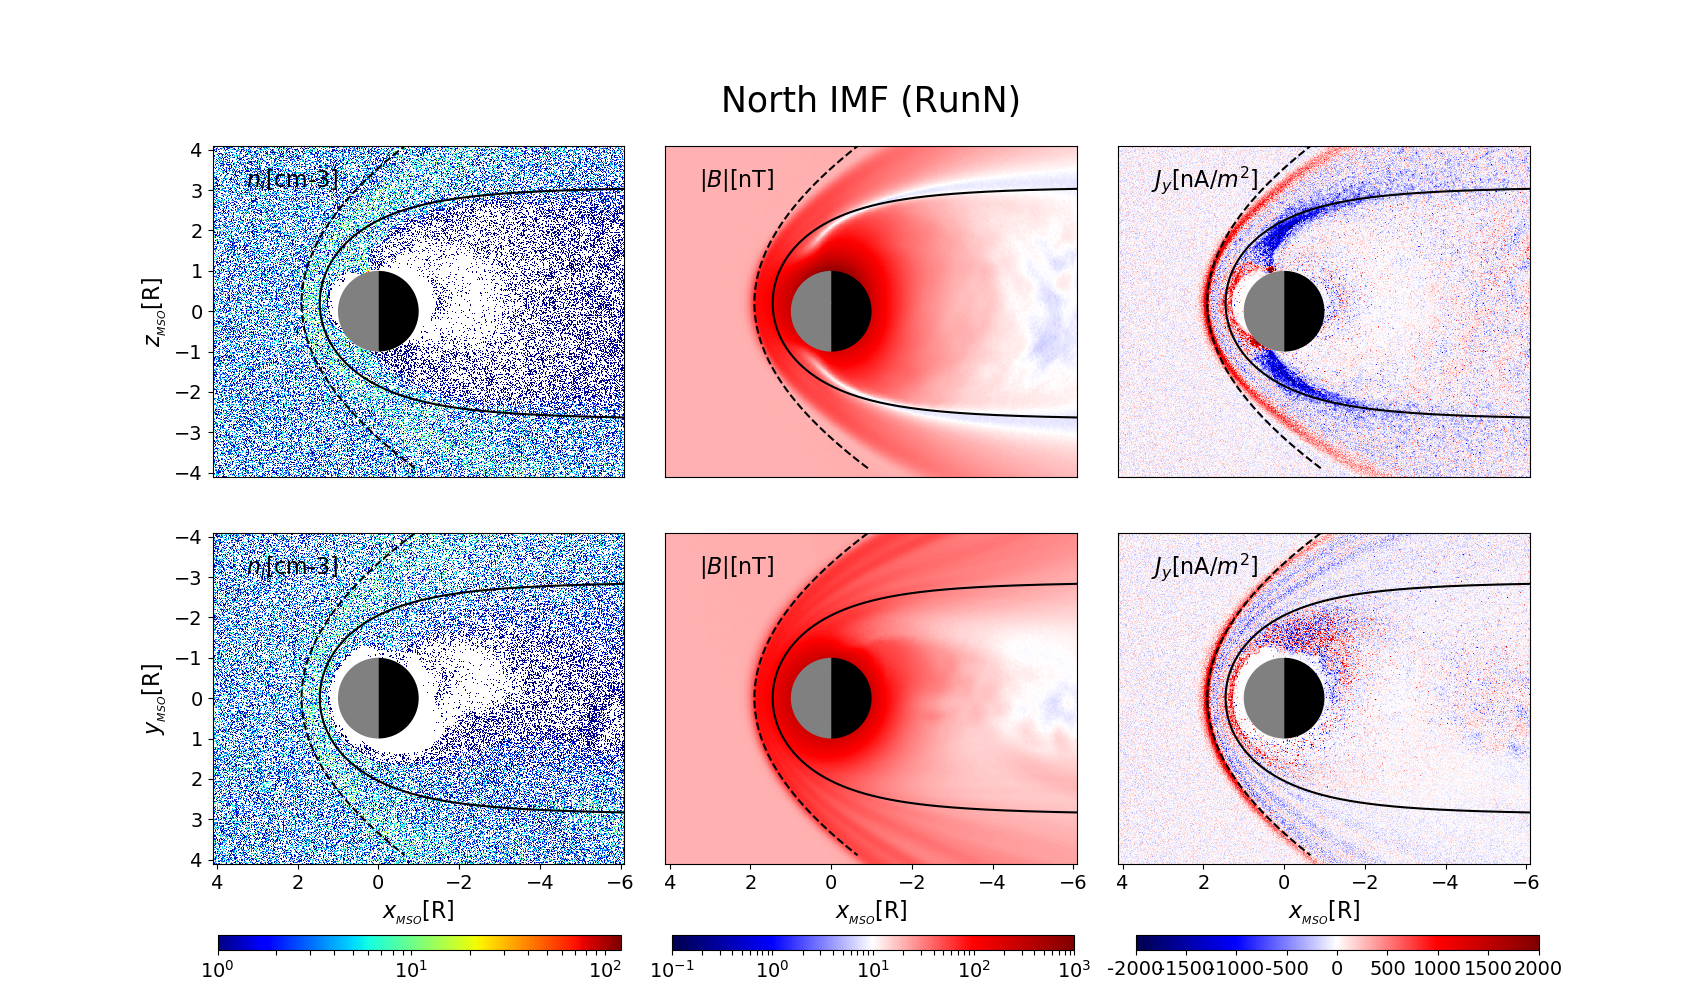 North IMF (RunN)
n_i[cm-3]
|B|[nT]
J_y[nA/m^2]
4
3
2
1
0
−1
−2
−3
−4
z_MSO[R]
n_i[cm-3]
|B|[nT]
J_y[nA/m^2]
−4
−3
−2
−1
0
1
2
3
4
y_MSO[R]
4 2 0 −2 −4 −6
4 2 0 −2 −4 −6
4 2 0 −2 −4 −6
x_MSO[R] x_MSO[R] x_MSO[R]
10^0 10^1 10^2
10^−1 10^0 10^1 10^2 10^3
-2000 -1500 -1000 -500 0 500 1000 1500 2000